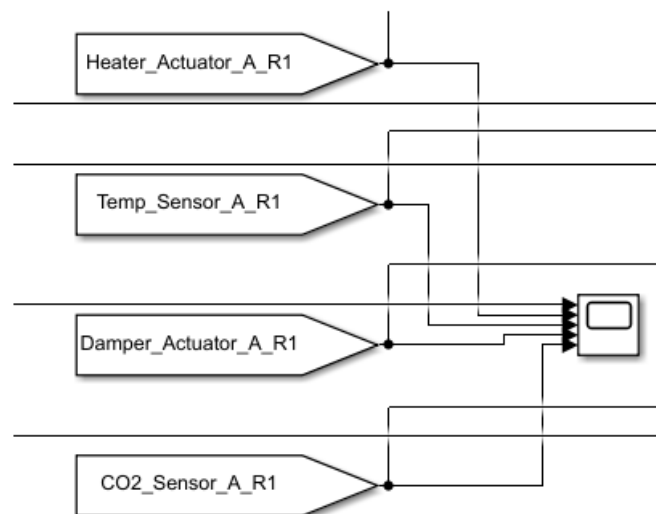 Heater_Actuator_A_R1
Temp_Sensor_A_R1
Damper_Actuator_A_R1
CO2_Sensor_A_R1